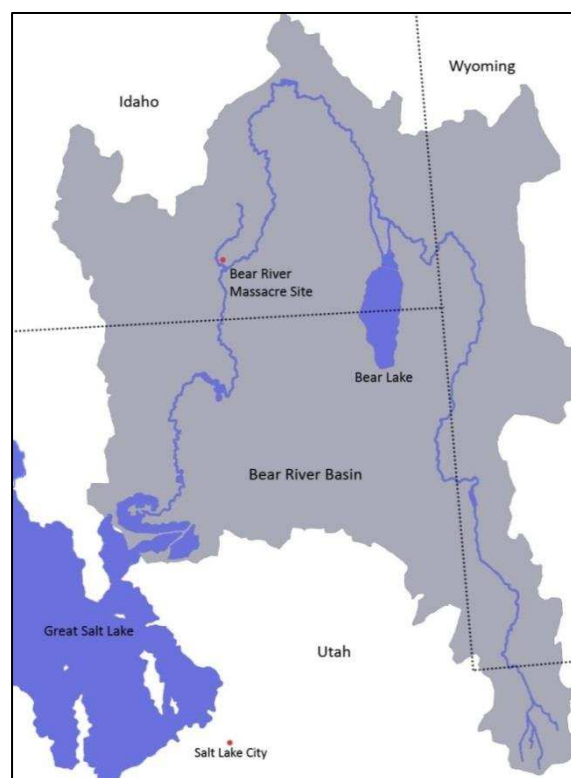 Wyoming
Idaho
Bear River
Massacre Site
Bear Lake
Bear River Basin
Great Salt Lake
Utah
Salt Lake City